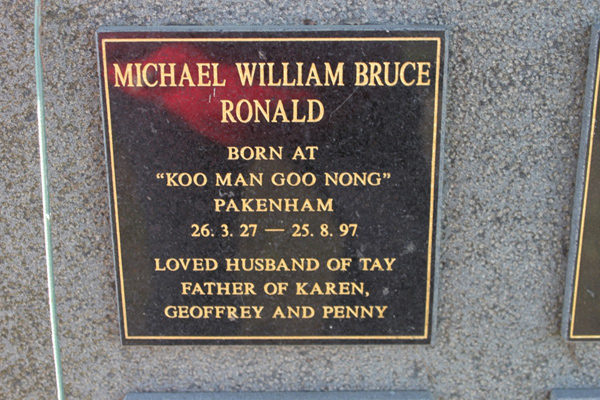 MICHAEL WILLIAM BRUCE
RONALD
BORN AT
“KOO MAN GOO NONG”
PAKENHAM
26. 3. 27 — 25. 8. 97
LOVED HUSBAND OF TAY
FATHER OF KAREN,
GEOFFREY AND PENNY